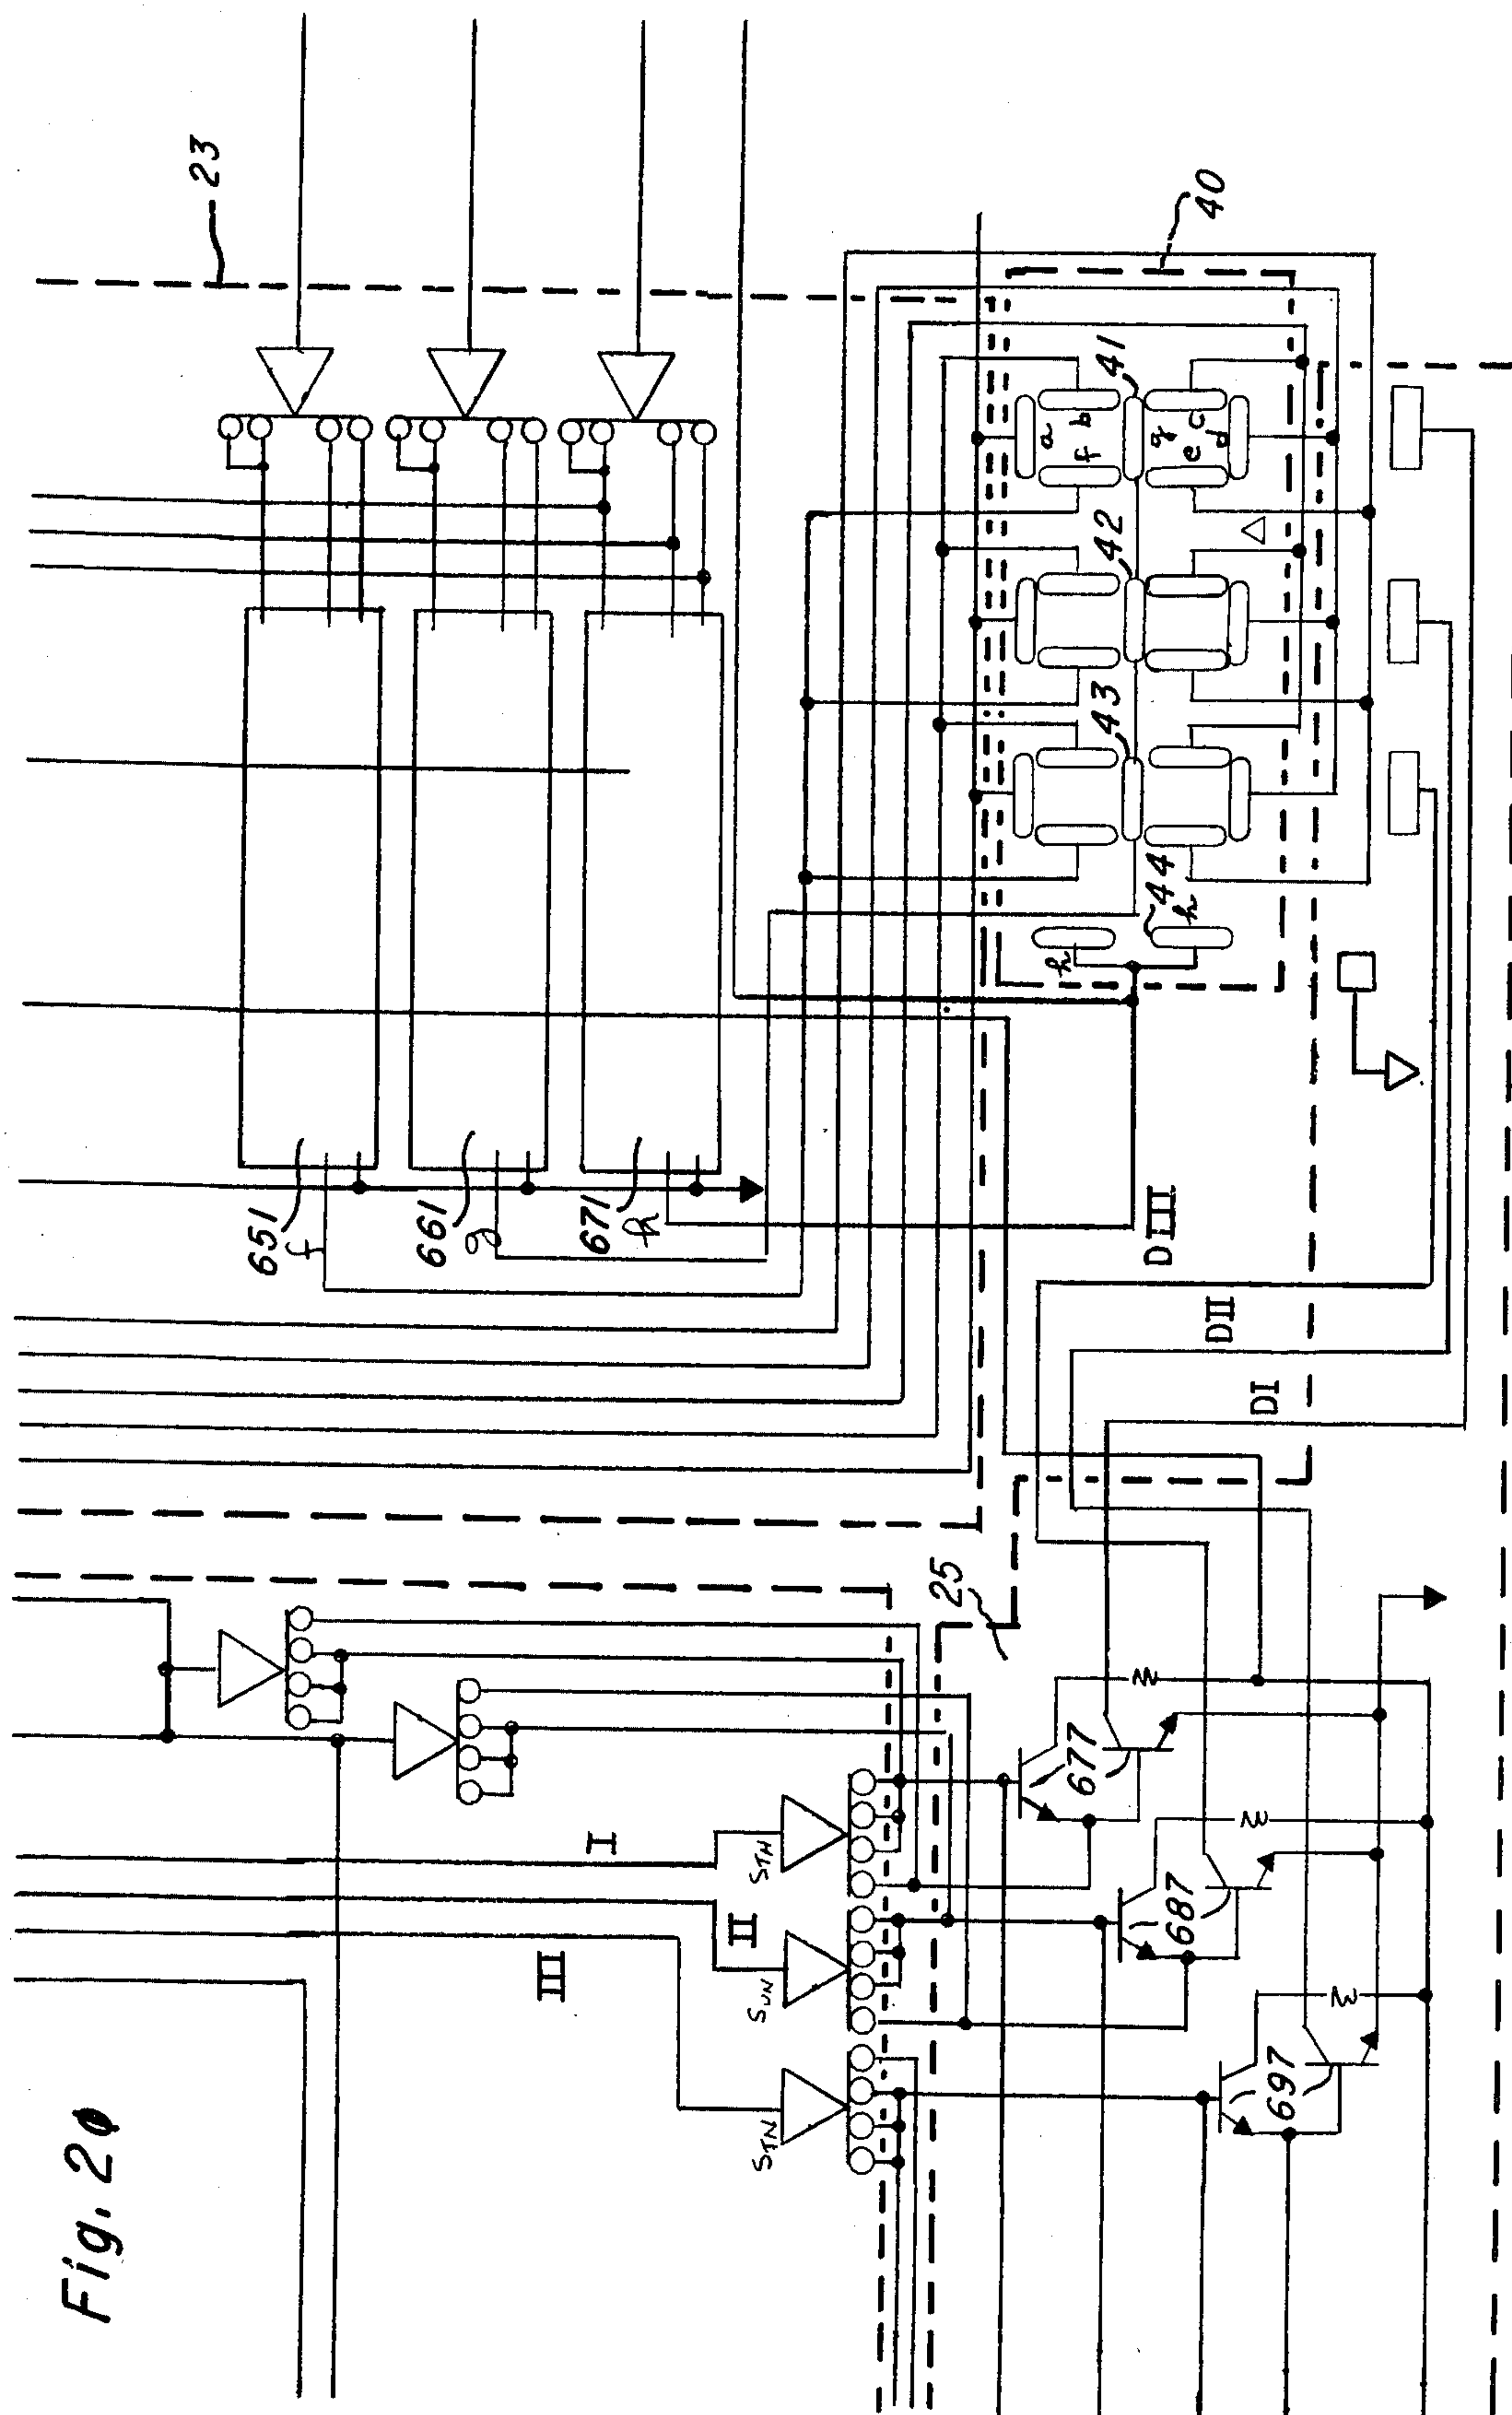 23
40
41
a
b
f
g
c
e
d
42
43
44
h
h
651
f
661
g
671
h
DIII
DII
DI
25
I
STH
677
II
SUN
687
III
STN
697
Fig. 20